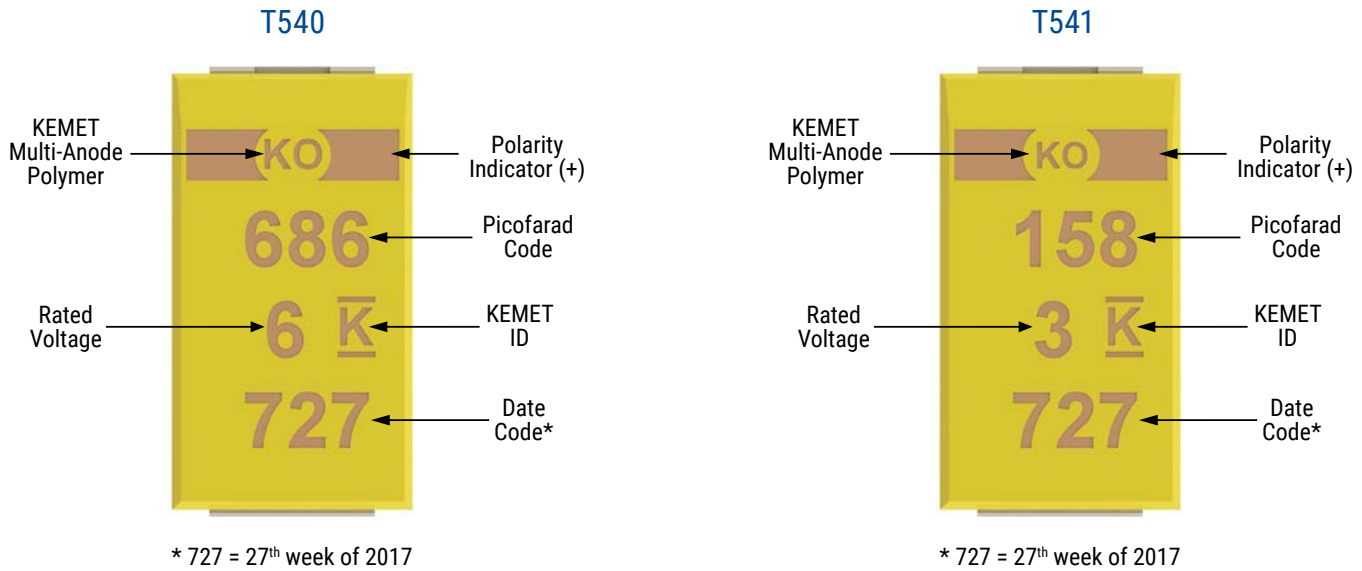 T540
T541
KEMET
Multi-Anode
Polymer
KO
Polarity
Indicator (+)
686
Picofarad
Code
Rated
Voltage
6 K
KEMET
ID
727
Date
Code*
* 727 = 27th week of 2017
KEMET
Multi-Anode
Polymer
KO
Polarity
Indicator (+)
158
Picofarad
Code
Rated
Voltage
3 K
KEMET
ID
727
Date
Code*
* 727 = 27th week of 2017